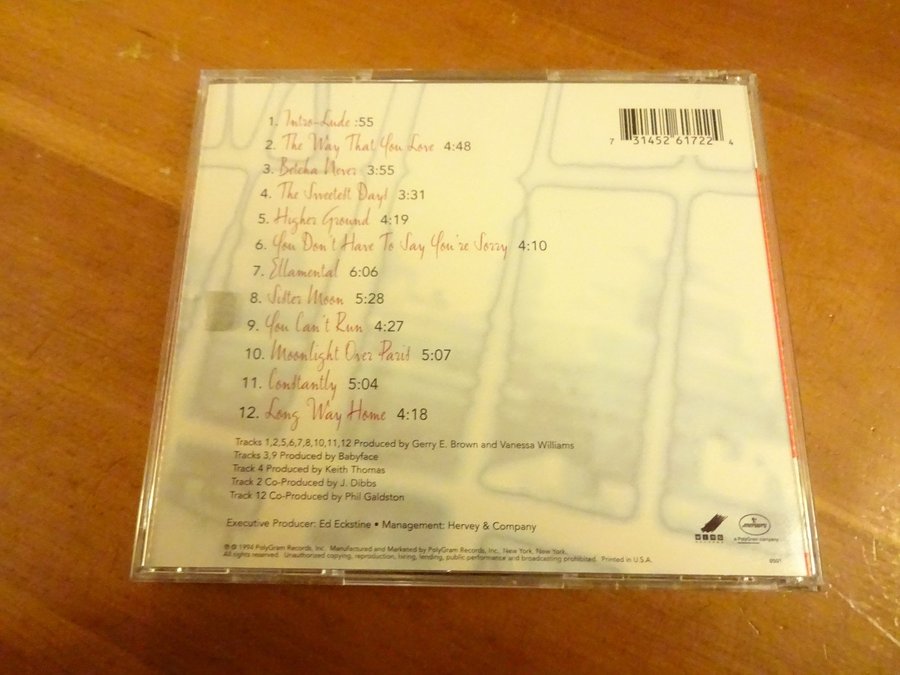 1. Intro-Lude :55
2. The Way That You Love 4:48
3. Betcha Never 3:55
4. The Sweetest Days 3:31
5. Higher Ground 4:19
6. You Don't Have To Say You're Sorry 4:10
7. Ellamental 6:06
8. Sister Moon 5:28
9. You Can't Run 4:27
10. Moonlight Over Paris 5:07
11. Constantly 5:04
12. Long Way Home 4:18
7 31452 61722 4
Tracks 1,2,5,6,7,8,10,11,12 Produced by Gerry E. Brown and Vanessa Williams
Tracks 3,9 Produced by Babyface
Track 4 Produced by Keith Thomas
Track 2 Co-Produced by J. Dibbs
Track 12 Co-Produced by Phil Galdston
Executive Producer: Ed Eckstine • Management: Hervey & Company
℗ © 1994 PolyGram Records, Inc. Manufactured and Marketed by PolyGram Records, Inc. New York, New York.
All rights reserved. Unauthorized copying, reproduction, hiring, lending, public performance and broadcasting prohibited. Printed in U.S.A.
WING
mercury
a PolyGram company
0501